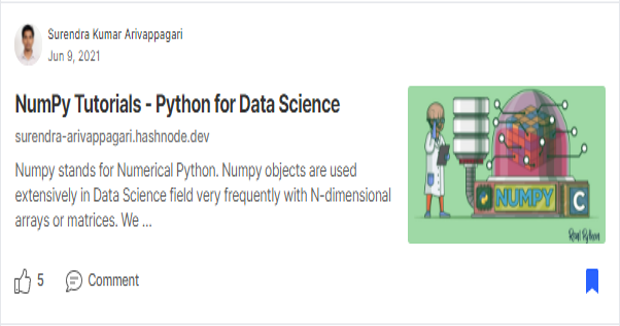 Surendra Kumar Arivappagari
Jun 9, 2021
NumPy Tutorials - Python for Data Science
surendra-arivappagari.hashnode.dev
Numpy stands for Numerical Python. Numpy objects are used
extensively in Data Science field very frequently with N-dimensional
arrays or matrices. We ...
NUMPY
C
Real Python
5
Comment